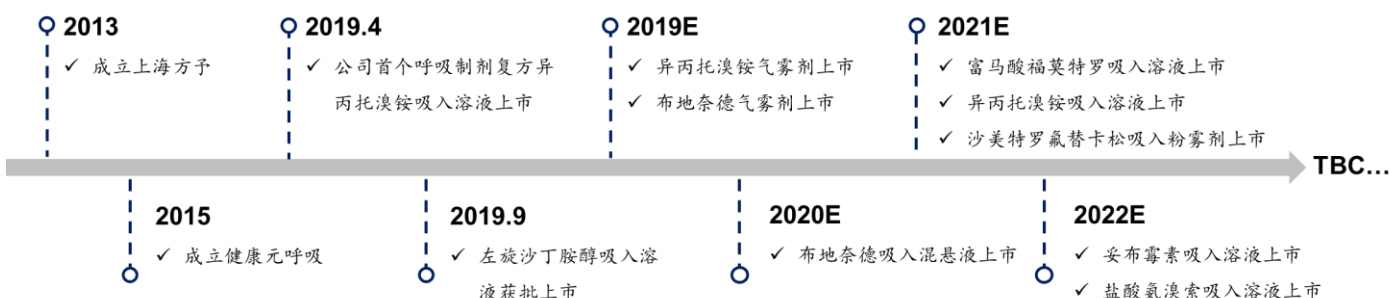 2013
✓ 成立上海方予
2019.4
✓ 公司首个呼吸制剂复方异
丙托溴铵吸入溶液上市
2019E
✓ 异丙托溴铵气雾剂上市
✓ 布地奈德气雾剂上市
2021E
✓ 富马酸福莫特罗吸入溶液上市
✓ 异丙托溴铵吸入溶液上市
✓ 沙美特罗氟替卡松吸入粉雾剂上市
TBC...
2015
✓ 成立健康元呼吸
2019.9
✓ 左旋沙丁胺醇吸入溶
液获批上市
2020E
✓ 布地奈德吸入混悬液上市
2022E
✓ 妥布霉素吸入溶液上市
✓ 盐酸氨溴索吸入溶液上市